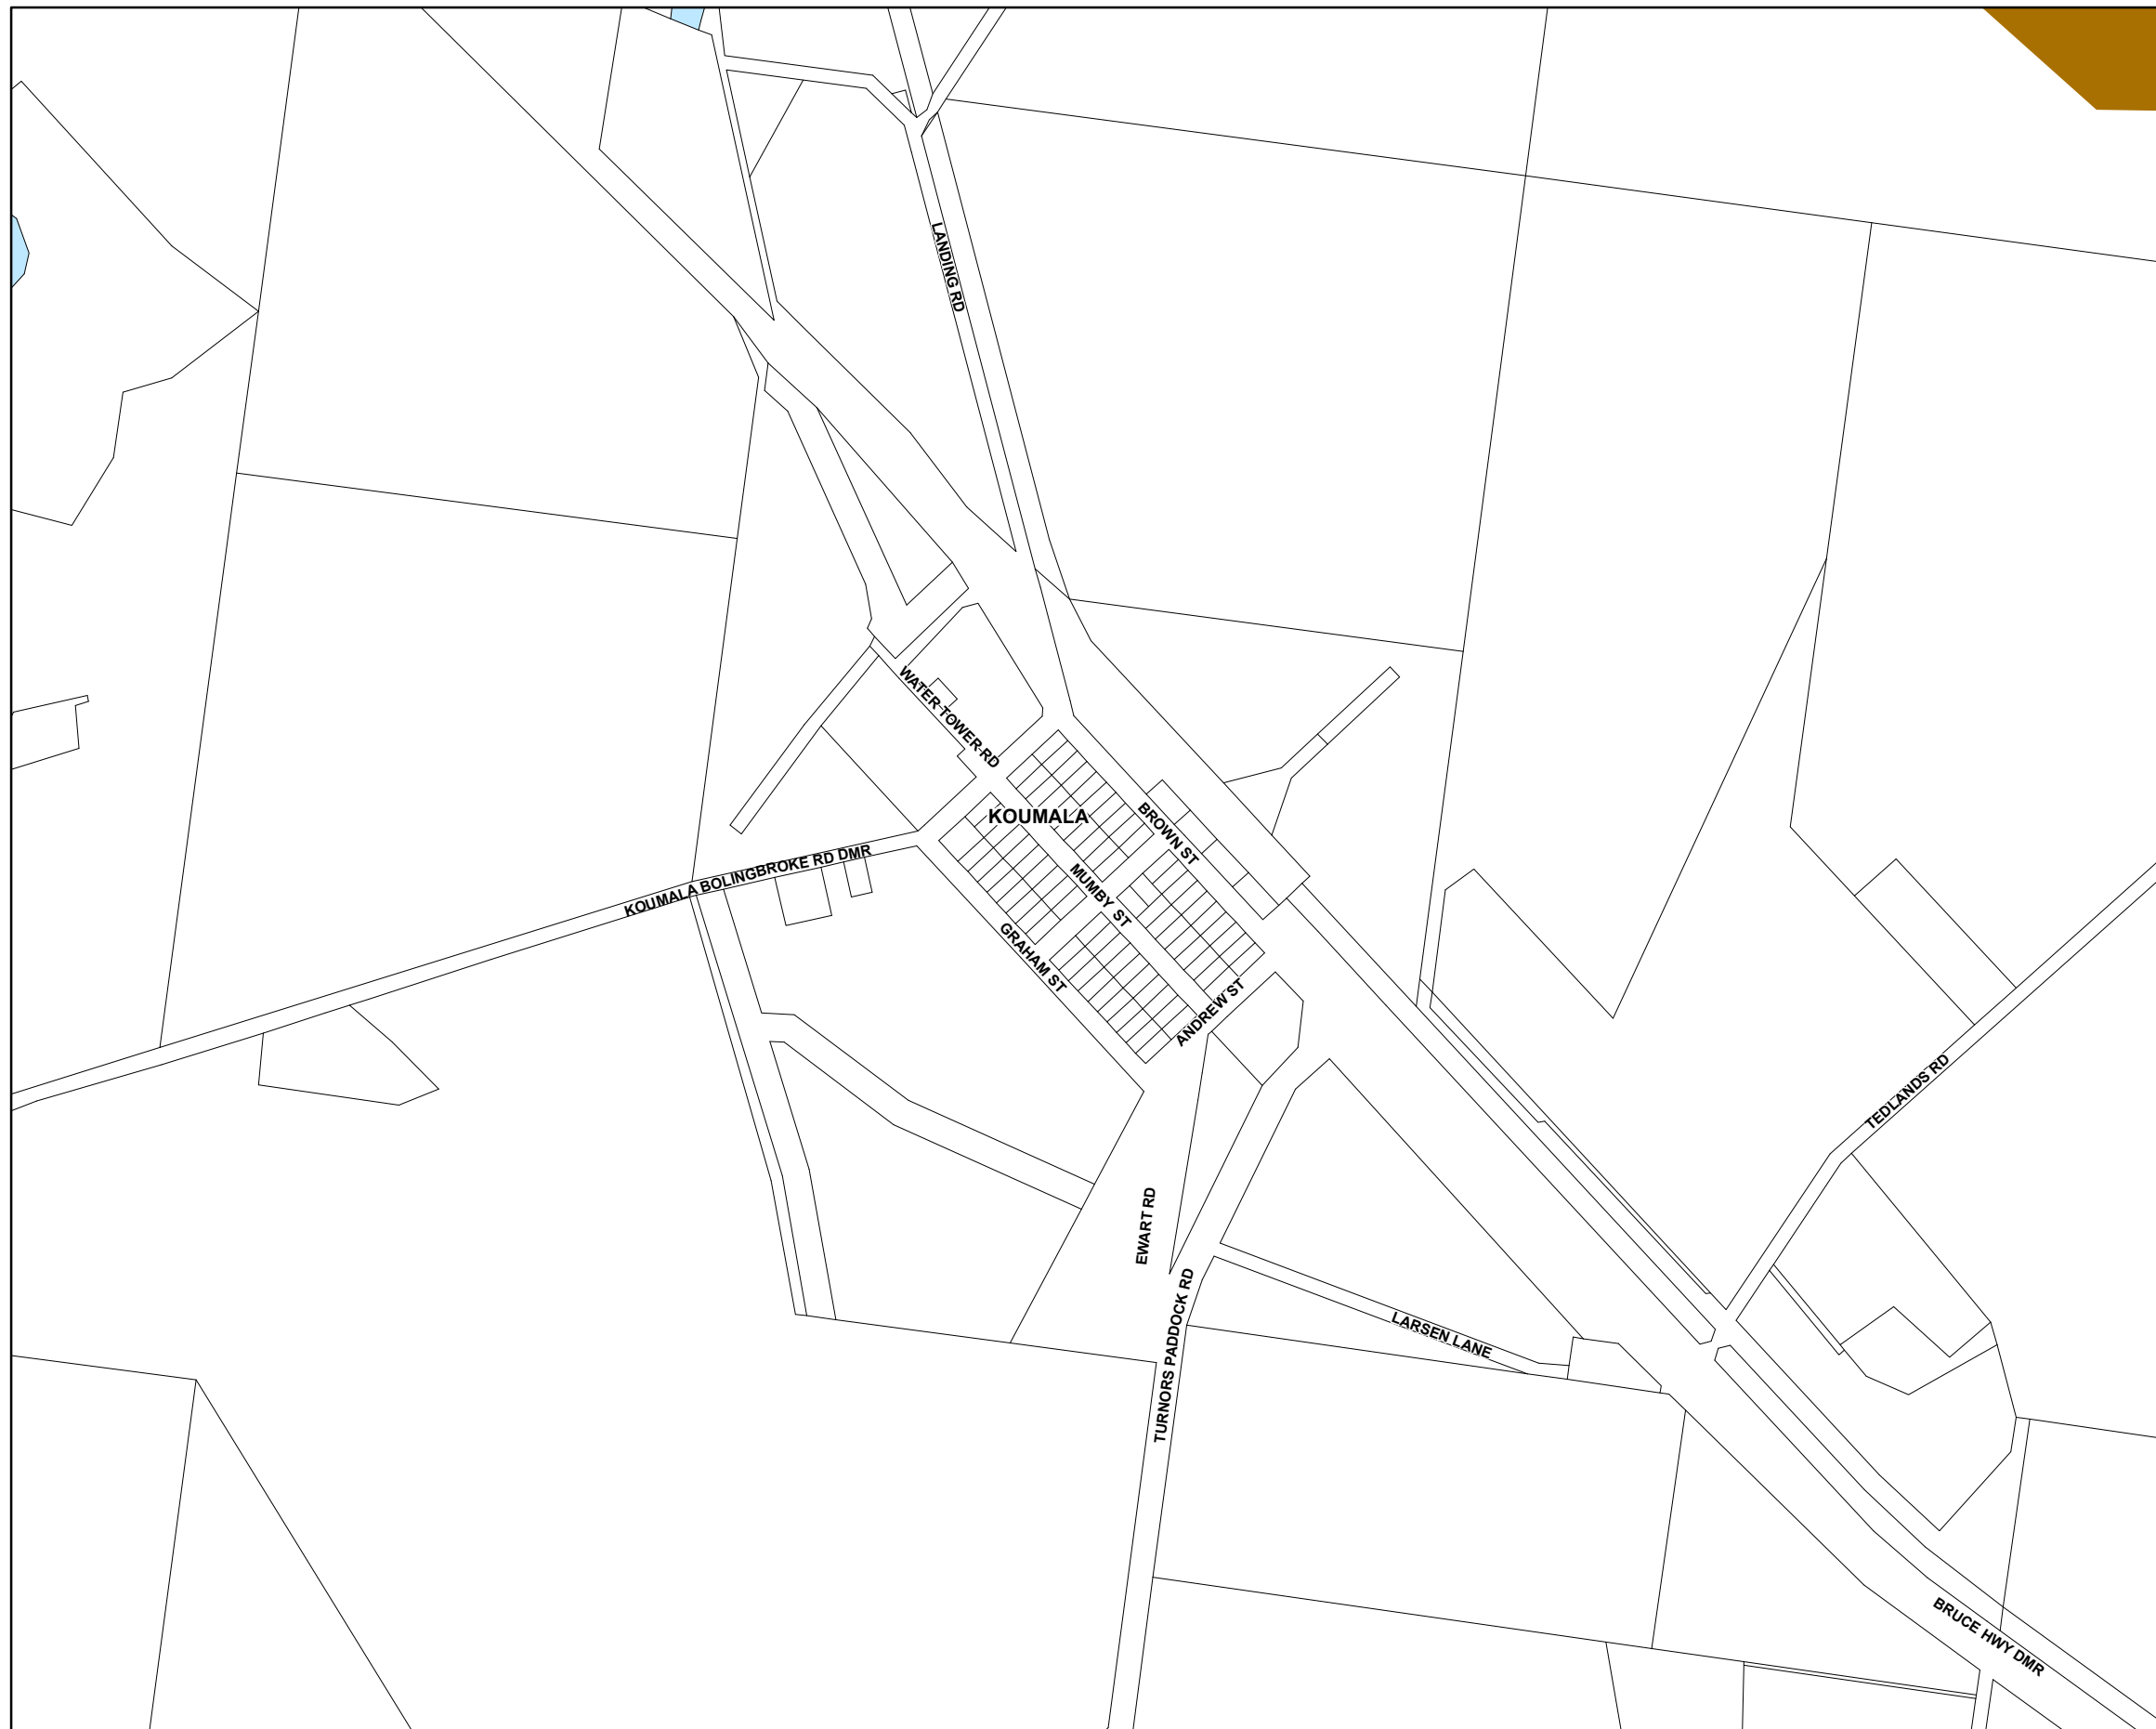 LANDING RD
WATER TOWER RD
KOUMALA
BROWN ST
KOUMALA BOLINGBROKE RD DMR
MUMBY ST
GRAHAM ST
ANDREW ST
TEDLANDS RD
EWART RD
TURNORS PADDOCK RD
LARSEN LANE
BRUCE HWY DMR